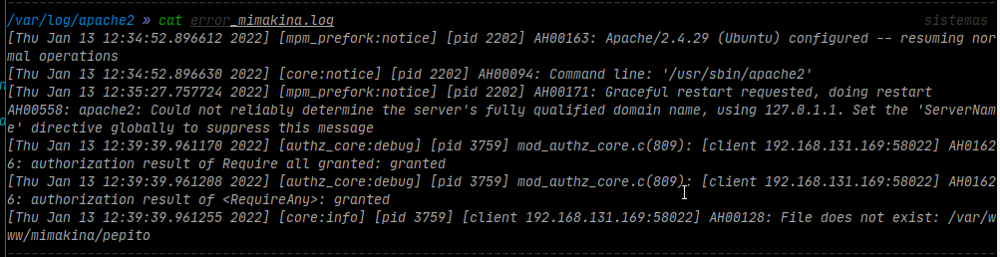 /var/log/apache2 » cat error_mimakina.log sistemas
[Thu Jan 13 12:34:52.896612 2022] [mpm_prefork:notice] [pid 2202] AH00163: Apache/2.4.29 (Ubuntu) configured -- resuming nor
mal operations
[Thu Jan 13 12:34:52.896630 2022] [core:notice] [pid 2202] AH00094: Command line: '/usr/sbin/apache2'
[Thu Jan 13 12:35:27.757724 2022] [mpm_prefork:notice] [pid 2202] AH00171: Graceful restart requested, doing restart
AH00558: apache2: Could not reliably determine the server's fully qualified domain name, using 127.0.1.1. Set the 'ServerNam
e' directive globally to suppress this message
[Thu Jan 13 12:39:39.961170 2022] [authz_core:debug] [pid 3759] mod_authz_core.c(809): [client 192.168.131.169:58022] AH0162
6: authorization result of Require all granted: granted
[Thu Jan 13 12:39:39.961208 2022] [authz_core:debug] [pid 3759] mod_authz_core.c(809): [client 192.168.131.169:58022] AH0162
6: authorization result of <RequireAny>: granted
[Thu Jan 13 12:39:39.961255 2022] [core:info] [pid 3759] [client 192.168.131.169:58022] AH00128: File does not exist: /var/w
ww/mimakina/pepito